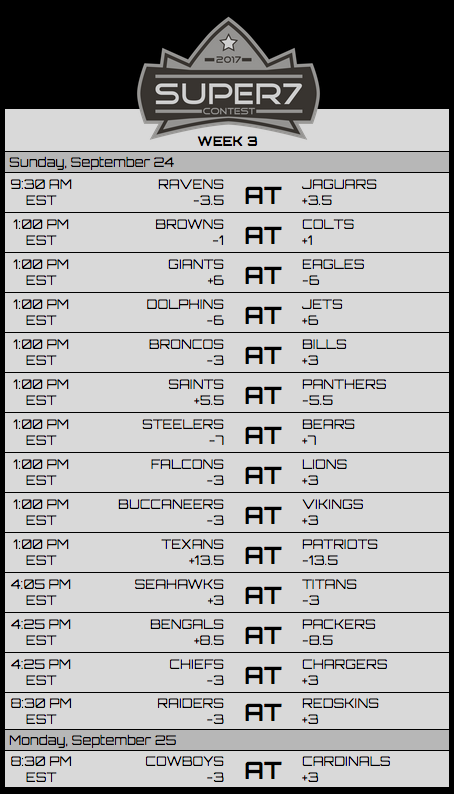 2017
SUPER7
CONTEST
WEEK 3
Sunday, September 24
9:30 AM EST RAVENS -3.5 AT JAGUARS +3.5
1:00 PM EST BROWNS -1 AT COLTS +1
1:00 PM EST GIANTS +6 AT EAGLES -6
1:00 PM EST DOLPHINS -6 AT JETS +6
1:00 PM EST BRONCOS -3 AT BILLS +3
1:00 PM EST SAINTS +5.5 AT PANTHERS -5.5
1:00 PM EST STEELERS -7 AT BEARS +7
1:00 PM EST FALCONS -3 AT LIONS +3
1:00 PM EST BUCCANEERS -3 AT VIKINGS +3
1:00 PM EST TEXANS +13.5 AT PATRIOTS -13.5
4:05 PM EST SEAHAWKS +3 AT TITANS -3
4:25 PM EST BENGALS +8.5 AT PACKERS -8.5
4:25 PM EST CHIEFS -3 AT CHARGERS +3
8:30 PM EST RAIDERS -3 AT REDSKINS +3
Monday, September 25
8:30 PM EST COWBOYS -3 AT CARDINALS +3